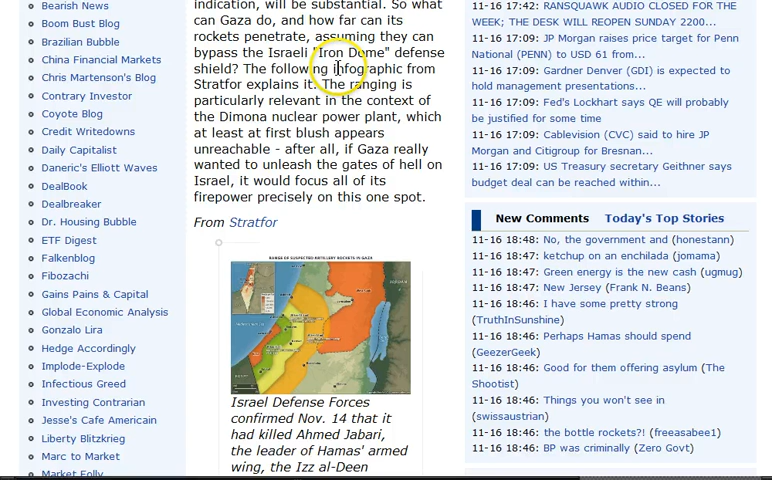 Bearish News
Boom Bust Blog
Brazilian Bubble
China Financial Markets
Chris Martenson's Blog
Contrary Investor
Coyote Blog
Credit Writedowns
Daily Capitalist
Daneric's Elliott Waves
DealBook
Dealbreaker
Dr. Housing Bubble
ETF Digest
Falkenblog
Fibozachi
Gains Pains & Capital
Global Economic Analysis
Gonzalo Lira
Hedge Accordingly
Implode-Explode
Infectious Greed
Investing Contrarian
Jesse's Cafe Americain
Liberty Blitzkrieg
Marc to Market
Market Folly
indication, will be substantial. So what
can Gaza do, and how far can its
rockets penetrate, assuming they can
bypass the Israeli "Iron Dome" defense
shield? The following infographic from
Stratfor explains it. The ranging is
particularly relevant in the context of
the Dimona nuclear power plant, which
at least at first blush appears
unreachable - after all, if Gaza really
wanted to unleash the gates of hell on
Israel, it would focus all of its
firepower precisely on this one spot.
From Stratfor
RANGE OF SUSPECTED ARTILLERY ROCKETS IN GAZA
Israel Defense Forces
confirmed Nov. 14 that it
had killed Ahmed Jabari,
the leader of Hamas' armed
wing, the Izz al-Deen
11-16 17:42: RANSQUAWK AUDIO CLOSED FOR THE
WEEK; THE DESK WILL REOPEN SUNDAY 2200...
11-16 17:09: JP Morgan raises price target for Penn
National (PENN) to USD 61 from...
11-16 17:09: Gardner Denver (GDI) is expected to
hold management presentations...
11-16 17:09: Fed's Lockhart says QE will probably
be justified for some time
11-16 17:09: Cablevision (CVC) said to hire JP
Morgan and Citigroup for Bresnan...
11-16 17:09: US Treasury secretary Geithner says
budget deal can be reached within...
New Comments Today's Top Stories
11-16 18:48: No, the government and (honestann)
11-16 18:47: ketchup on an enchilada (jomama)
11-16 18:47: Green energy is the new cash (ugmug)
11-16 18:47: New Jersey (Frank N. Beans)
11-16 18:46: I have some pretty strong
(TruthInSunshine)
11-16 18:46: Perhaps Hamas should spend
(GeezerGeek)
11-16 18:46: Good for them offering asylum (The
Shootist)
11-16 18:46: Things you won't see in
(swissaustrian)
11-16 18:46: the bottle rockets?! (freeasabee1)
11-16 18:46: BP was criminally (Zero Govt)